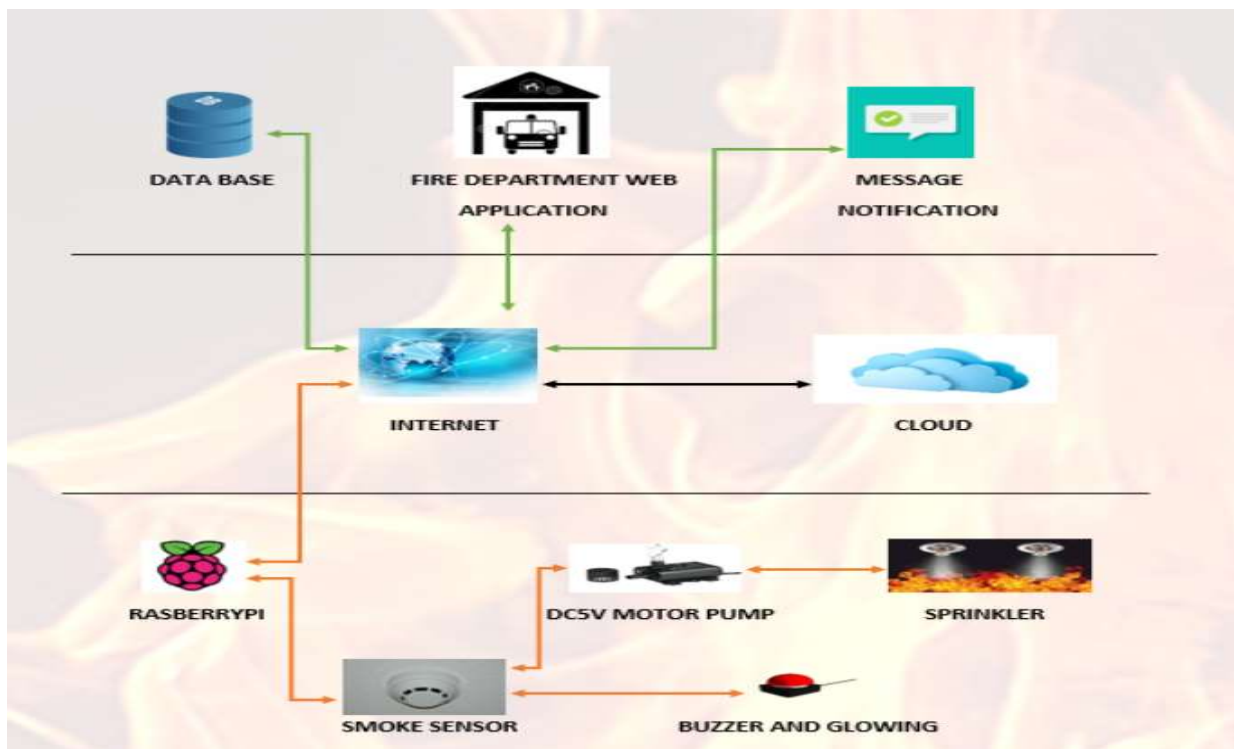 DATA BASE
FIRE DEPARTMENT WEB
APPLICATION
MESSAGE
NOTIFICATION
INTERNET
CLOUD
RASBERRYPI
DC5V MOTOR PUMP
SPRINKLER
SMOKE SENSOR
BUZZER AND GLOWING